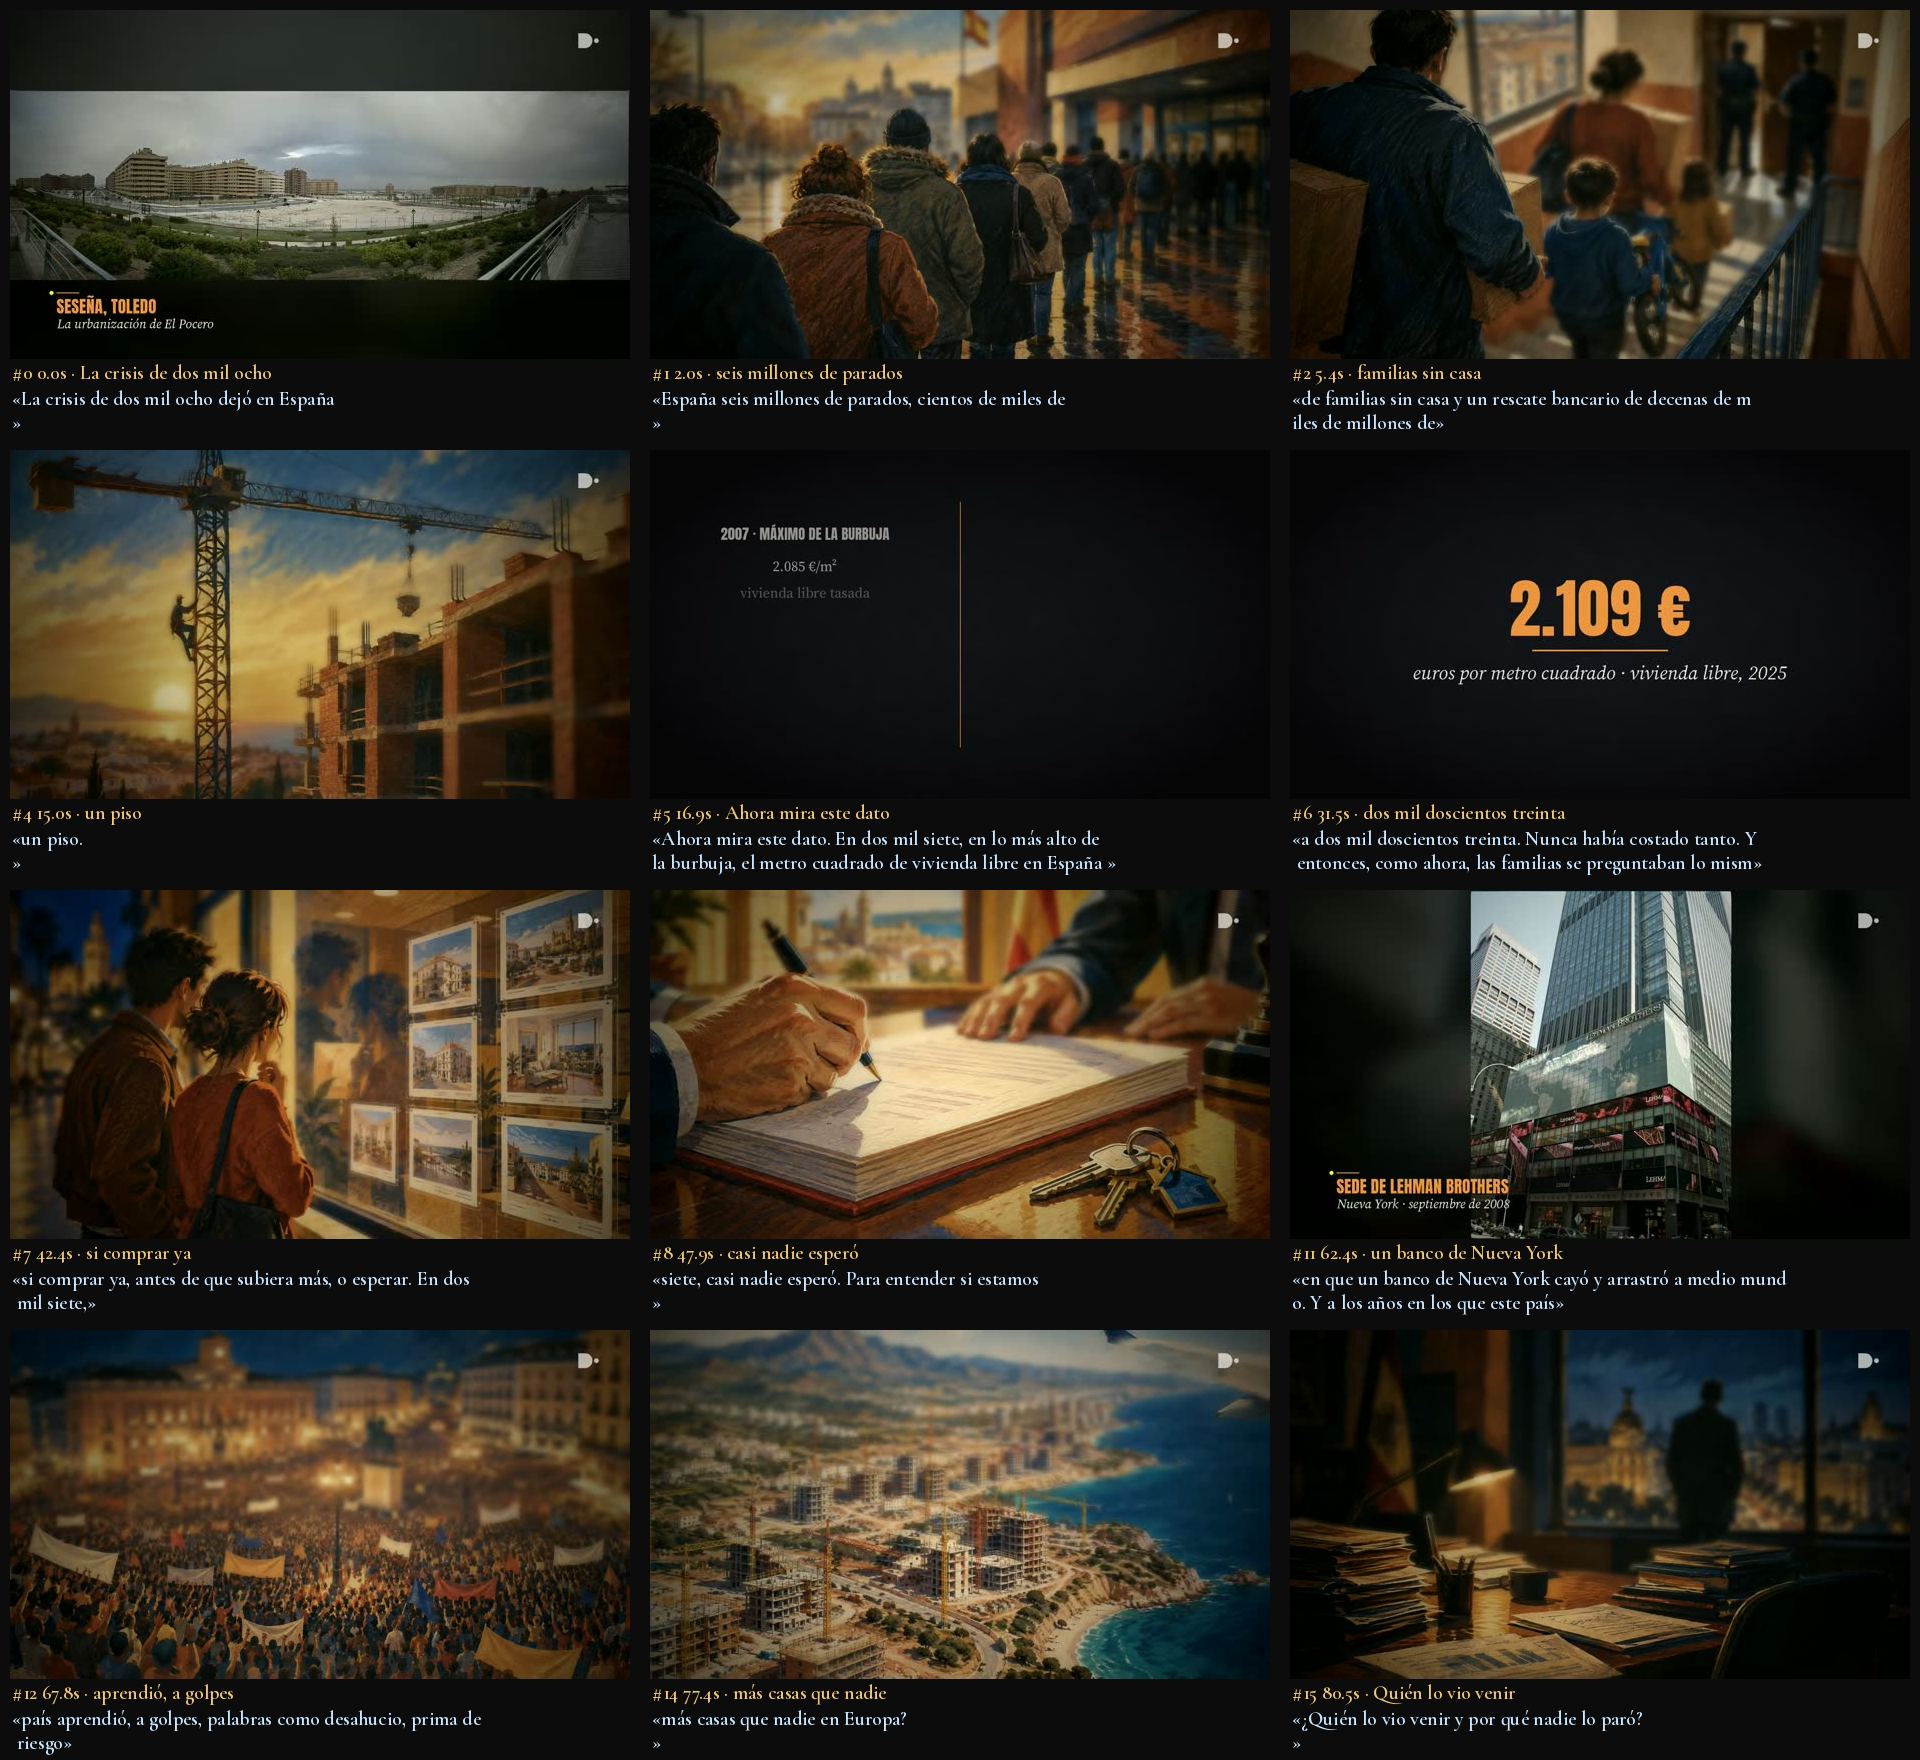 SESEÑA, TOLEDO
La urbanización de El Pocero
#0 0.0s · La crisis de dos mil ocho
«La crisis de dos mil ocho dejó en España
»
#1 2.0s · seis millones de parados
«España seis millones de parados, cientos de miles de
»
#2 5.4s · familias sin casa
«de familias sin casa y un rescate bancario de decenas de m
iles de millones de»
#4 15.0s · un piso
«un piso.
»
2007 · MÁXIMO DE LA BURBUJA
2.085 €/m²
vivienda libre tasada
#5 16.9s · Ahora mira este dato
«Ahora mira este dato. En dos mil siete, en lo más alto de
la burbuja, el metro cuadrado de vivienda libre en España »
2.109 €
euros por metro cuadrado · vivienda libre, 2025
#6 31.5s · dos mil doscientos treinta
«a dos mil doscientos treinta. Nunca había costado tanto. Y
entonces, como ahora, las familias se preguntaban lo mism»
#7 42.4s · si comprar ya
«si comprar ya, antes de que subiera más, o esperar. En dos
mil siete,»
#8 47.9s · casi nadie esperó
«siete, casi nadie esperó. Para entender si estamos
»
LEHMAN BROTHERS
SEDE DE LEHMAN BROTHERS
Nueva York · septiembre de 2008
#11 62.4s · un banco de Nueva York
«en que un banco de Nueva York cayó y arrastró a medio mund
o. Y a los años en los que este país»
#12 67.8s · aprendió, a golpes
«país aprendió, a golpes, palabras como desahucio, prima de
riesgo»
#14 77.4s · más casas que nadie
«más casas que nadie en Europa?
»
#15 80.5s · Quién lo vio venir
«¿Quién lo vio venir y por qué nadie lo paró?
»